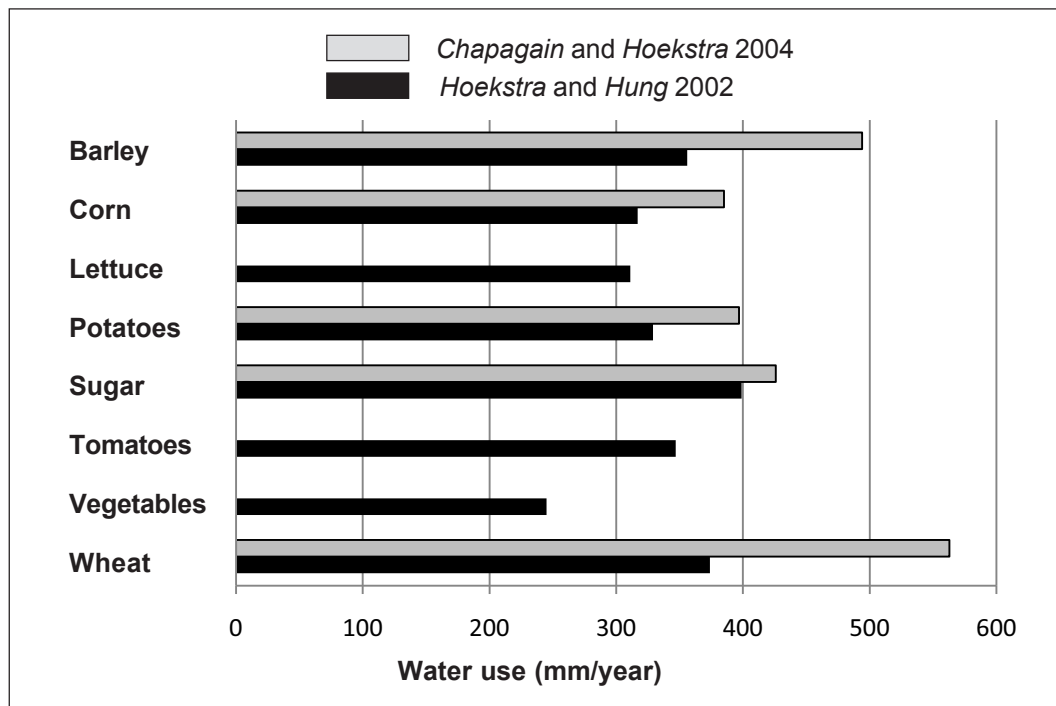 Chapagain and Hoekstra 2004
Hoekstra and Hung 2002
Barley
Corn
Lettuce
Potatoes
Sugar
Tomatoes
Vegetables
Wheat
0 100 200 300 400 500 600
Water use (mm/year)